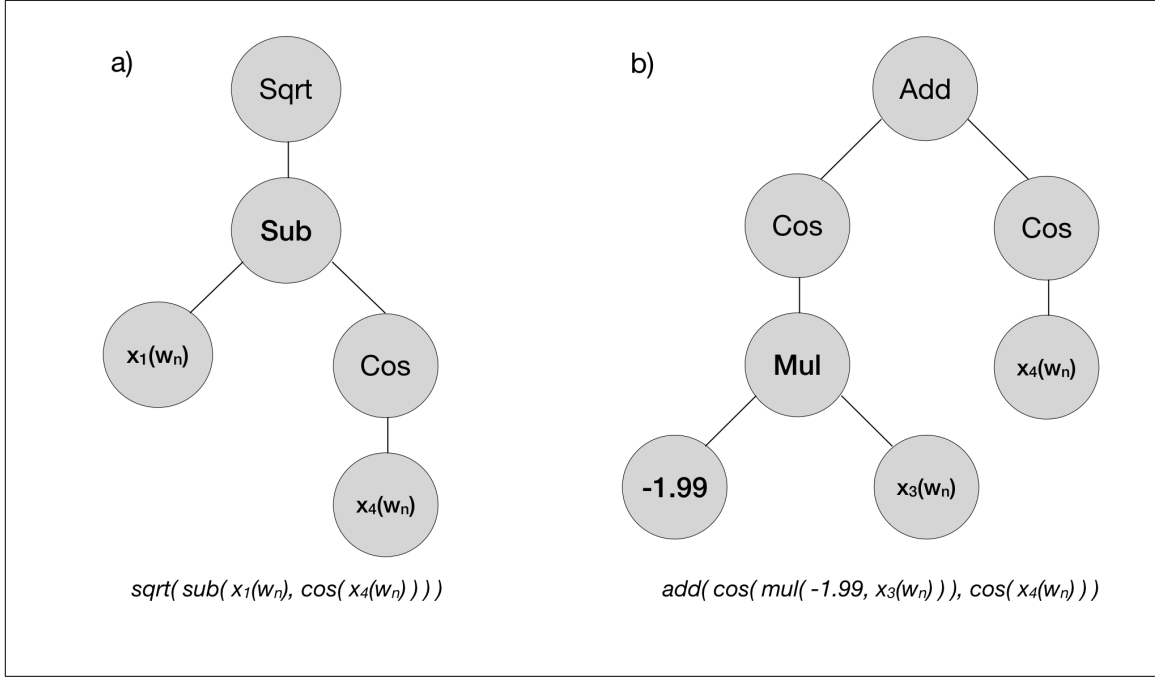 a)
Sqrt
Sub
x₁(wₙ)
Cos
x₄(wₙ)
sqrt( sub( x₁(wₙ), cos( x₄(wₙ) ) ) )
b)
Add
Cos
Cos
Mul
x₄(wₙ)
-1.99
x₃(wₙ)
add( cos( mul( -1.99, x₃(wₙ) ) ), cos( x₄(wₙ) ) )